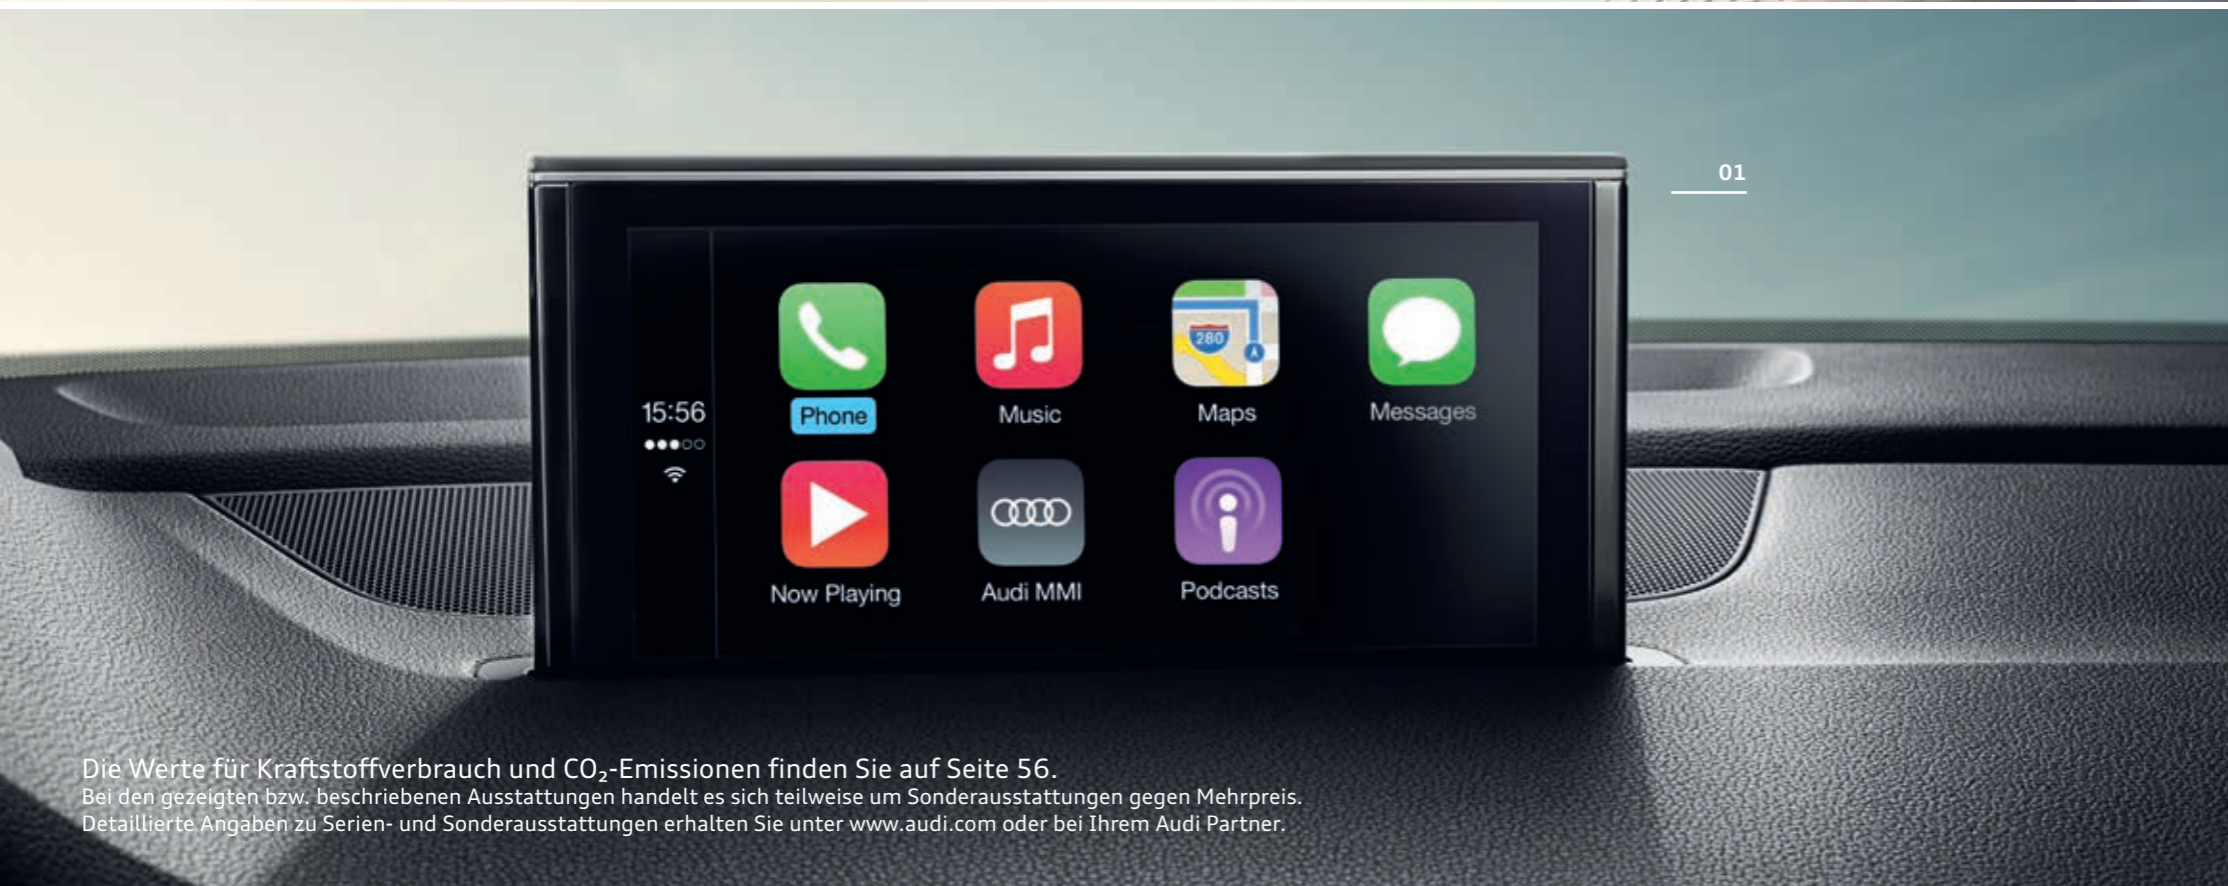 01
15:56
Phone
Music
280
Maps
Messages
Now Playing
Audi MMI
Podcasts
Die Werte für Kraftstoffverbrauch und CO₂-Emissionen finden Sie auf Seite 56.
Bei den gezeigten bzw. beschriebenen Ausstattungen handelt es sich teilweise um Sonderausstattungen gegen Mehrpreis.
Detaillierte Angaben zu Serien- und Sonderausstattungen erhalten Sie unter www.audi.com oder bei Ihrem Audi Partner.